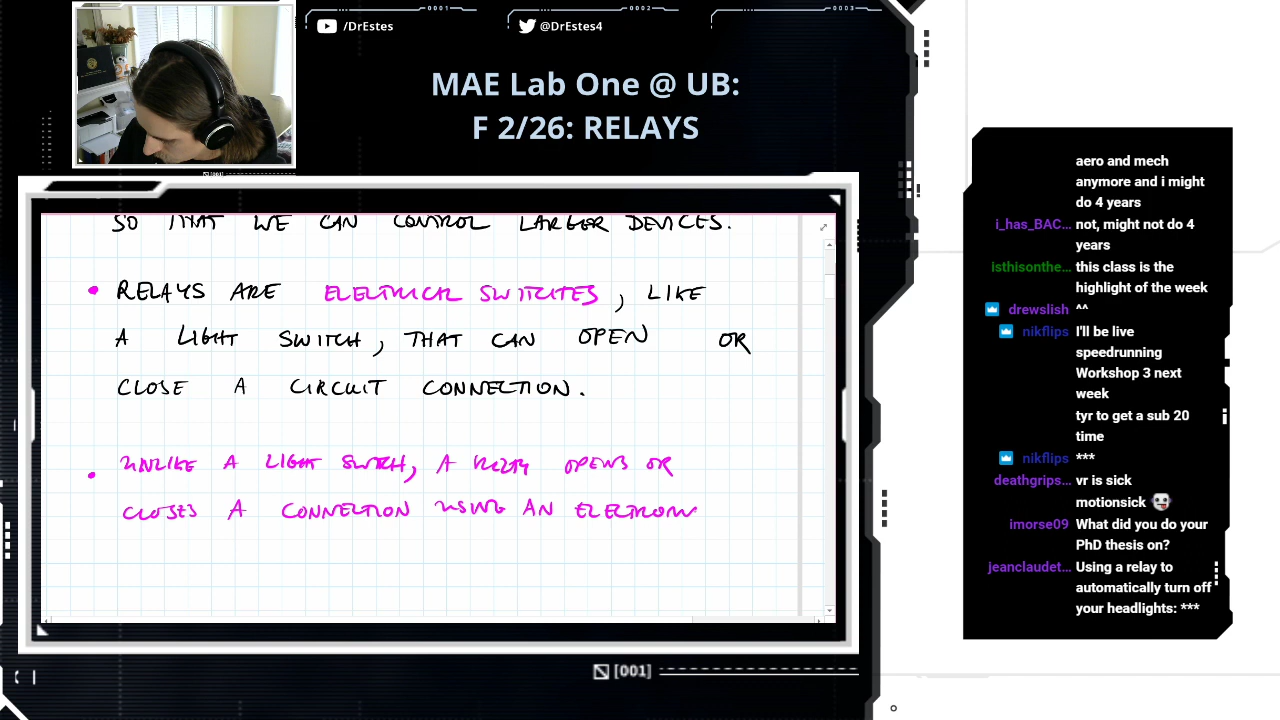 0001
0002
0003
/DrEstes
@DrEstes4
MAE Lab One @ UB:
F 2/26: RELAYS
[001]
SO THAT WE CAN CONTROL LARGER DEVICES.
• RELAYS ARE ELECTRICAL SWITCHES, LIKE
A LIGHT SWITCH, THAT CAN OPEN OR
CLOSE A CIRCUIT CONNECTION.
• UNLIKE A LIGHT SWITCH, A RELAY OPENS OR
CLOSES A CONNECTION USING AN ELECTROM
[001]
aero and mech
anymore and i might
do 4 years
i_has_BAC... not, might not do 4
years
isthisonthe... this class is the
highlight of the week
drewslish ^^
nikflips I'll be live
speedrunning
Workshop 3 next
week
tyr to get a sub 20
time
nikflips ***
deathgrips... vr is sick
motionsick
imorse09 What did you do your
PhD thesis on?
jeanclaudet... Using a relay to
automatically turn off
your headlights: ***